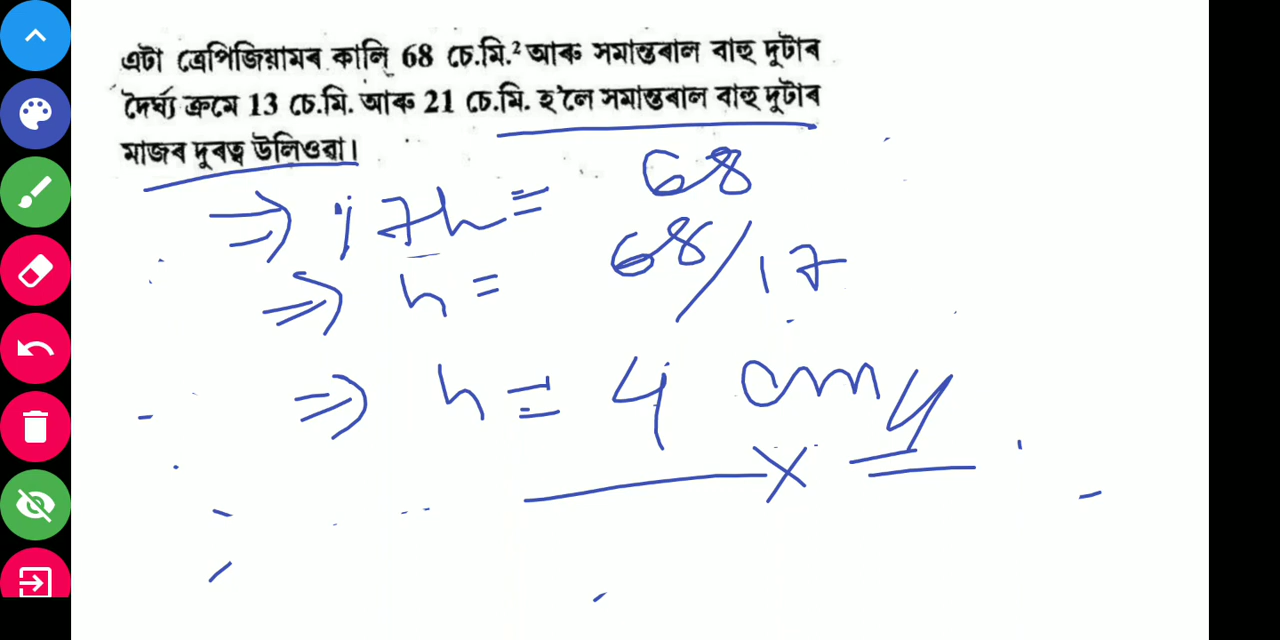 এটা ত্ৰেপিজিয়ামৰ কালি 68 চে.মি.² আৰু সমান্তৰাল বাহু দুটাৰ
দৈৰ্ঘ্য ক্ৰমে 13 চে.মি. আৰু 21 চে.মি. হ'লে সমান্তৰাল বাহু দুটাৰ
মাজৰ দুৰত্ব উলিওৱা।
⇒ 17h = 68
⇒ h = 68/17
⇒ h = 4 cm